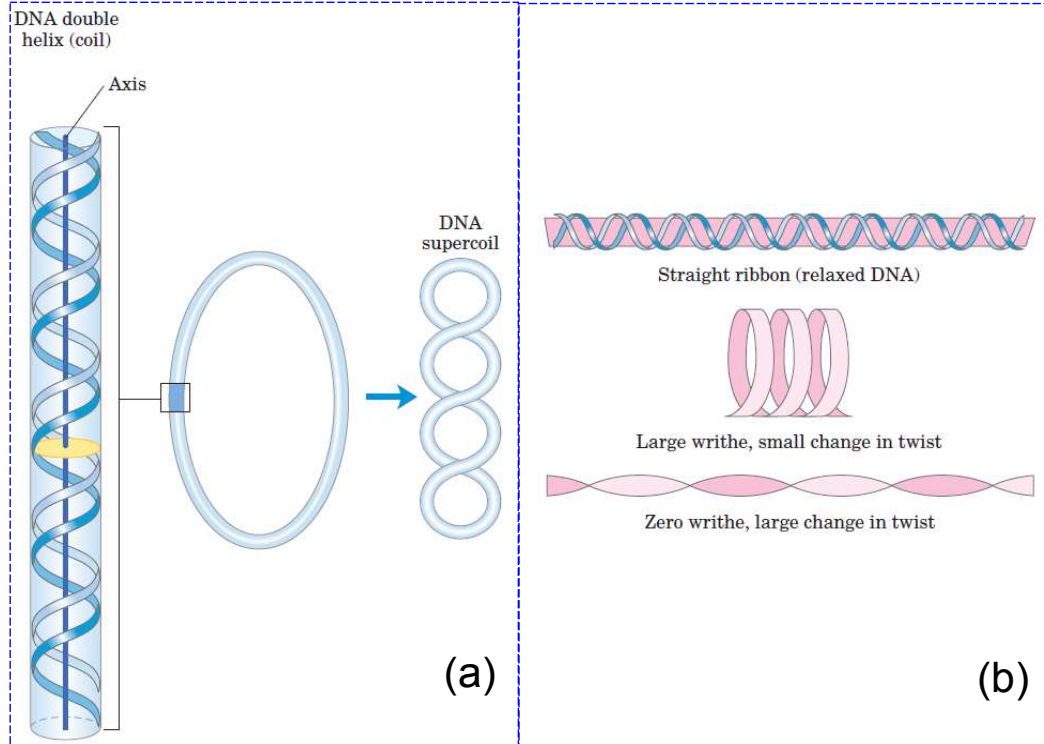 DNA double
helix (coil)
Axis
DNA
supercoil
(a)
Straight ribbon (relaxed DNA)
Large writhe, small change in twist
Zero writhe, large change in twist
(b)